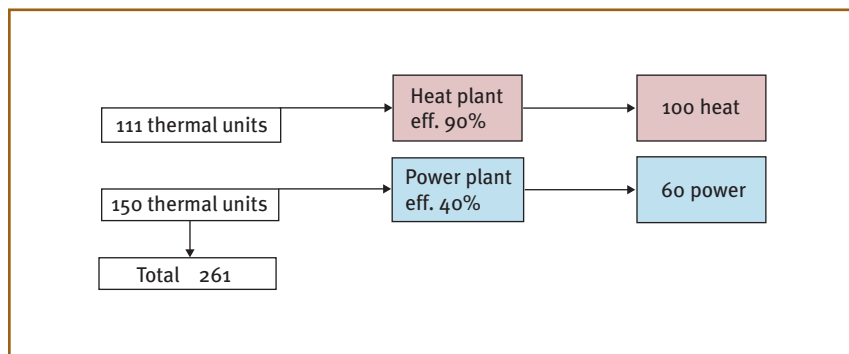 111 thermal units
Heat plant
eff. 90%
100 heat
150 thermal units
Power plant
eff. 40%
60 power
Total 261